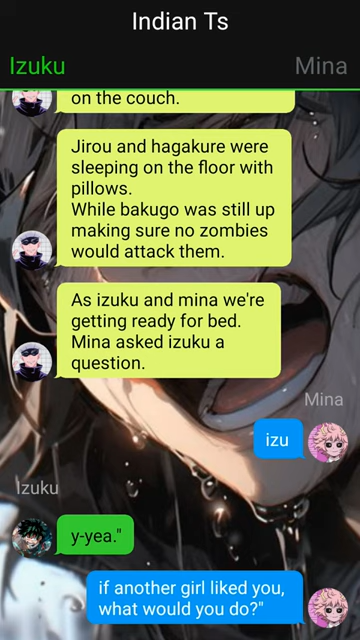 Indian Ts
Izuku
Mina
on the couch.
Jirou and hagakure were
sleeping on the floor with
pillows.
While bakugo was still up
making sure no zombies
would attack them.
As izuku and mina we're
getting ready for bed.
Mina asked izuku a
question.
Mina
izu
Izuku
y-yea."
if another girl liked you,
what would you do?"